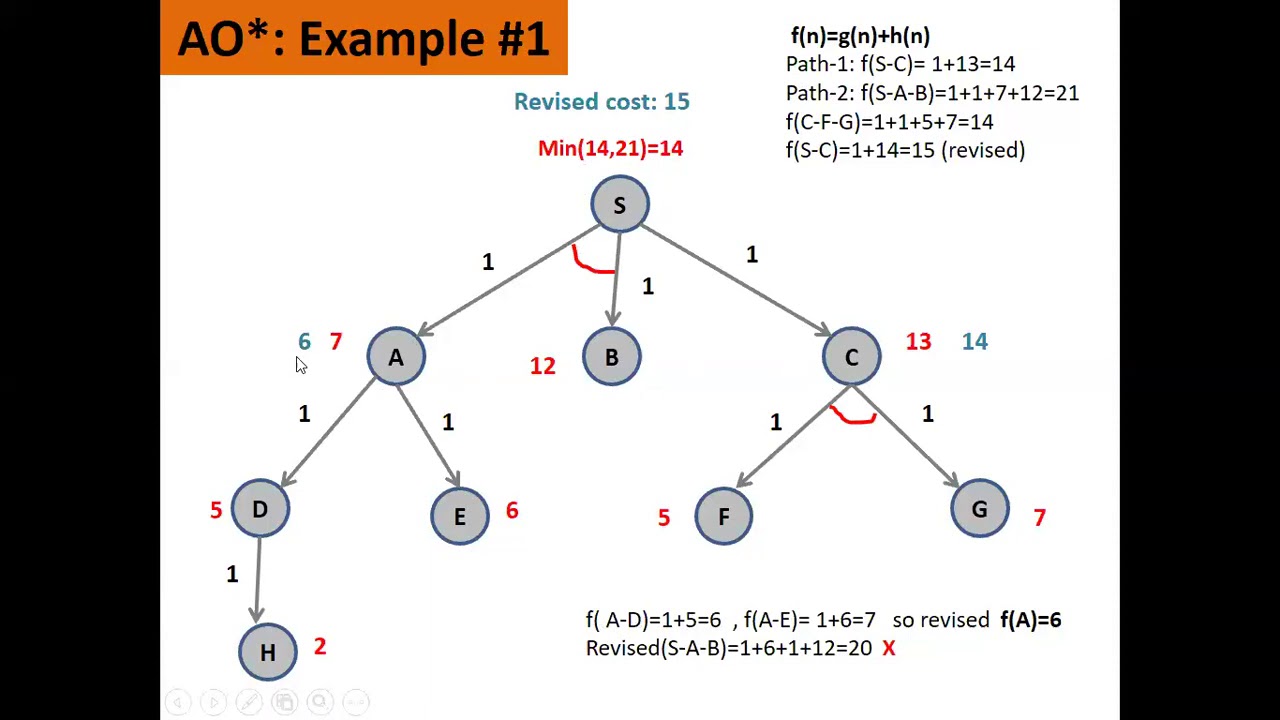 AO*: Example #1
f(n)=g(n)+h(n)
Path-1: f(S-C)= 1+13=14
Path-2: f(S-A-B)=1+1+7+12=21
f(C-F-G)=1+1+5+7=14
f(S-C)=1+14=15 (revised)
Revised cost: 15
Min(14,21)=14
S
1
1
1
6 7
A
12
B
C
13 14
1
1
1
1
5
D
E
6
5
F
G
7
1
H
2
f( A-D)=1+5=6 , f(A-E)= 1+6=7 so revised f(A)=6
Revised(S-A-B)=1+6+1+12=20 X